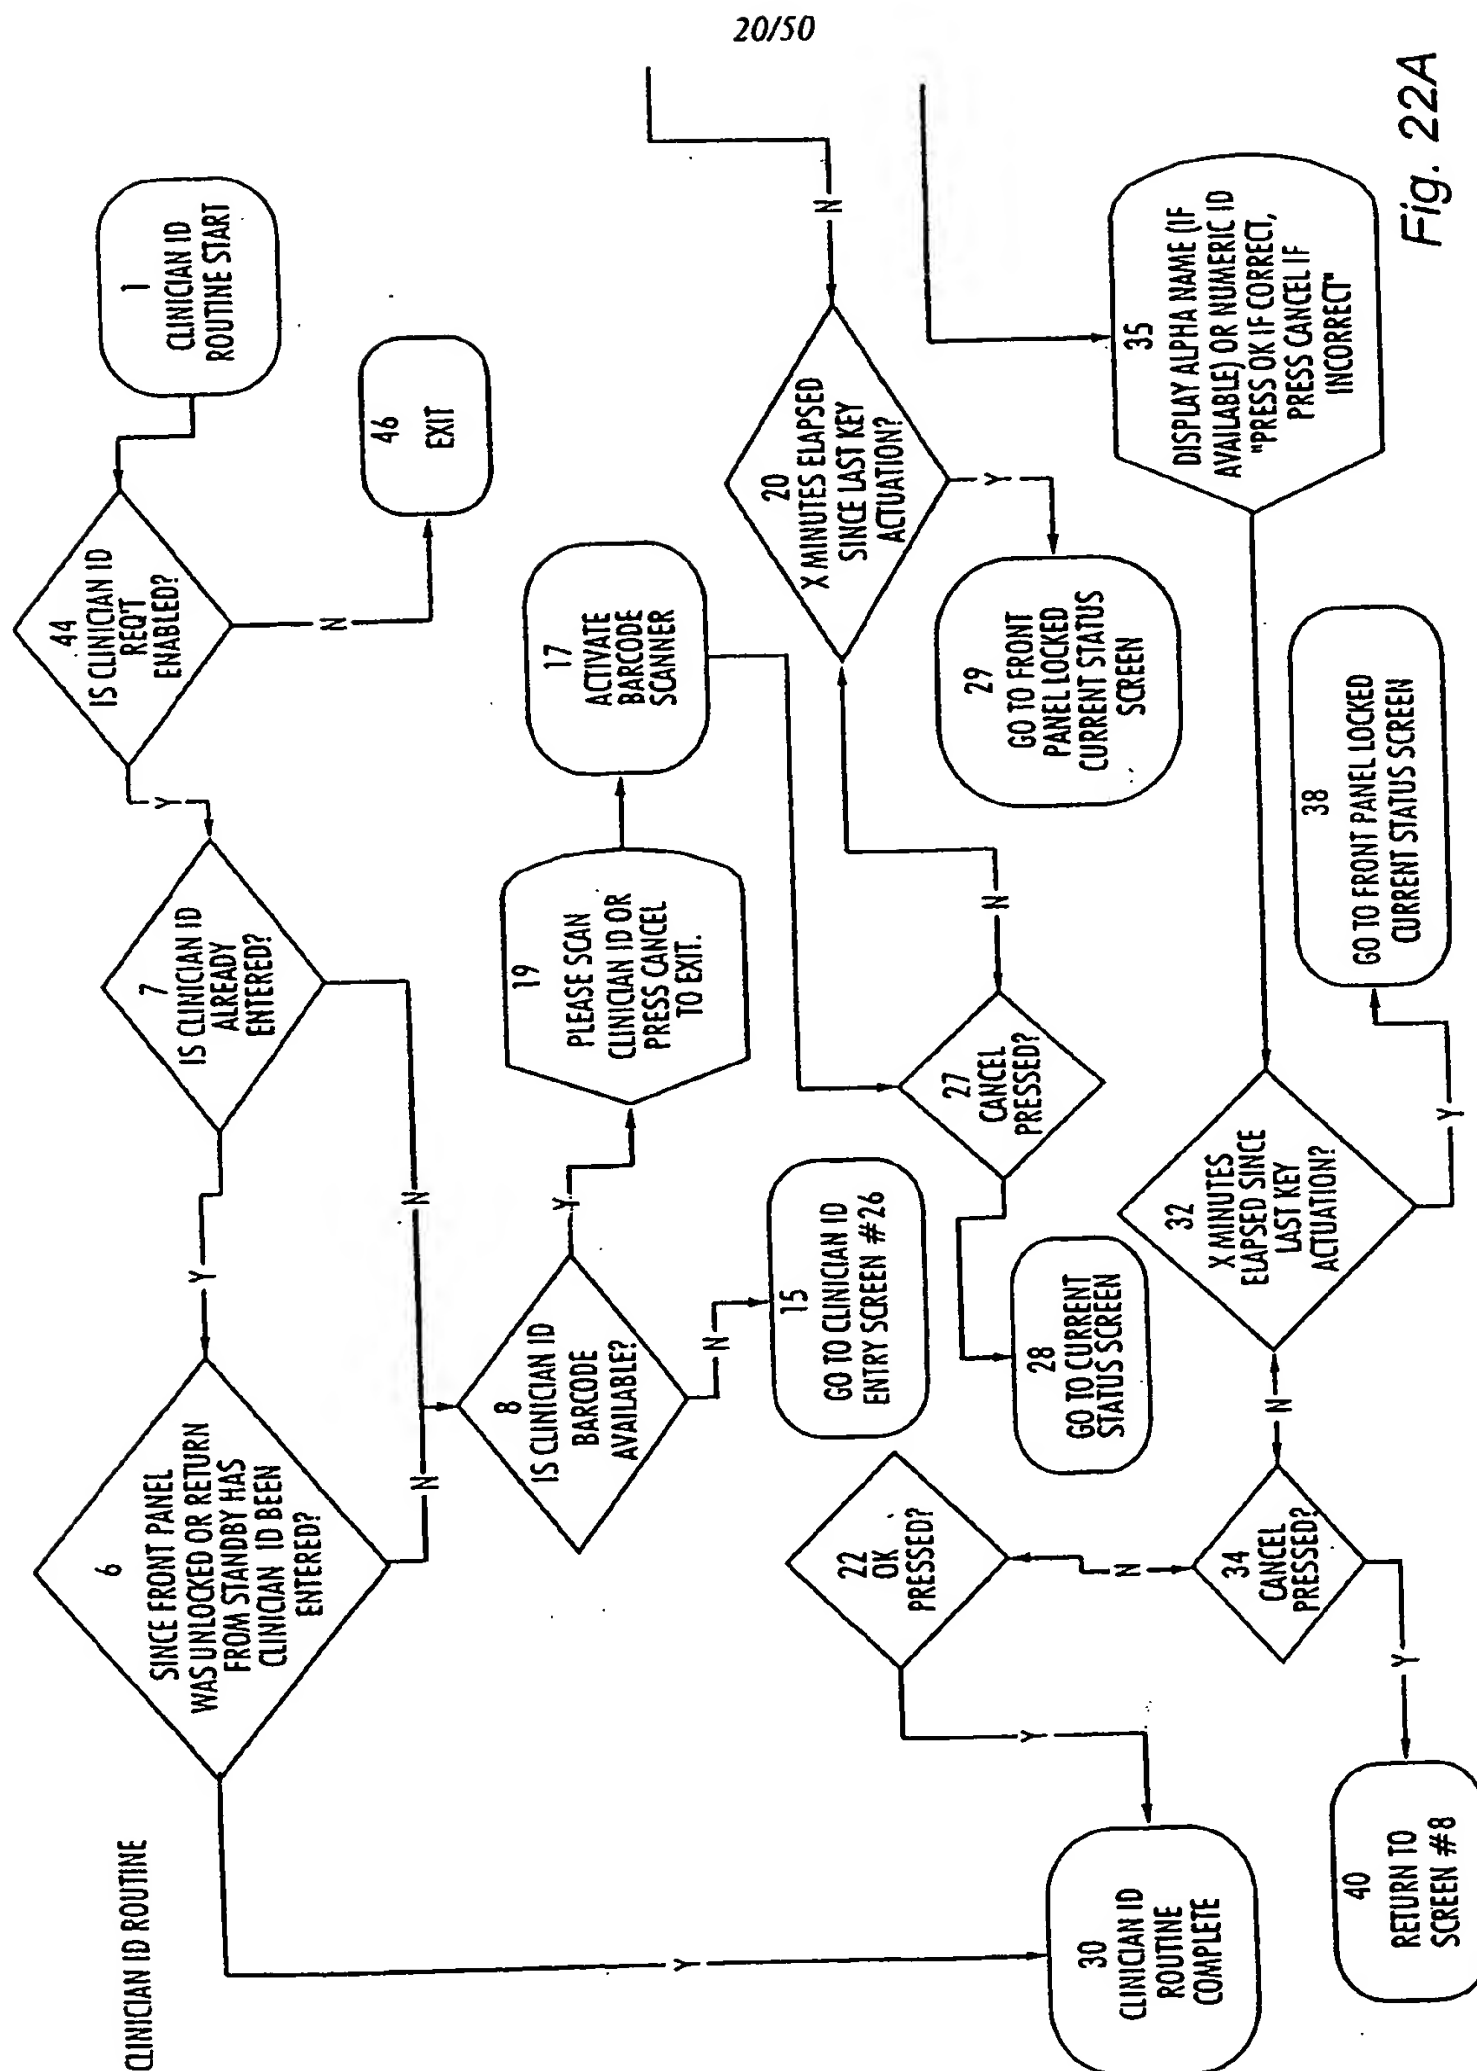 20/50
CLINICIAN ID ROUTINE
1
CLINICIAN ID
ROUTINE START
44
IS CLINICIAN ID
REQ'T
ENABLED?
N
46
EXIT
Y
7
IS CLINICIAN ID
ALREADY
ENTERED?
Y
N
6
SINCE FRONT PANEL
WAS UNLOCKED OR RETURN
FROM STANDBY HAS
CLINICIAN ID BEEN
ENTERED?
N
Y
8
IS CLINICIAN ID
BARCODE
AVAILABLE?
Y
N
19
PLEASE SCAN
CLINICIAN ID OR
PRESS CANCEL
TO EXIT.
17
ACTIVATE
BARCODE
SCANNER
15
GO TO CLINICIAN ID
ENTRY SCREEN #26
27
CANCEL
PRESSED?
N
28
GO TO CURRENT
STATUS SCREEN
N
20
X MINUTES ELAPSED
SINCE LAST KEY
ACTUATION?
Y
29
GO TO FRONT
PANEL LOCKED
CURRENT STATUS
SCREEN
35
DISPLAY ALPHA NAME (IF
AVAILABLE) OR NUMERIC ID
"PRESS OK IF CORRECT,
PRESS CANCEL IF
INCORRECT"
32
X MINUTES
ELAPSED SINCE
LAST KEY
ACTUATION?
Y
38
GO TO FRONT PANEL LOCKED
CURRENT STATUS SCREEN
N
34
CANCEL
PRESSED?
N
Y
22
OK
PRESSED?
Y
30
CLINICIAN ID
ROUTINE
COMPLETE
40
RETURN TO
SCREEN #8
Fig. 22A